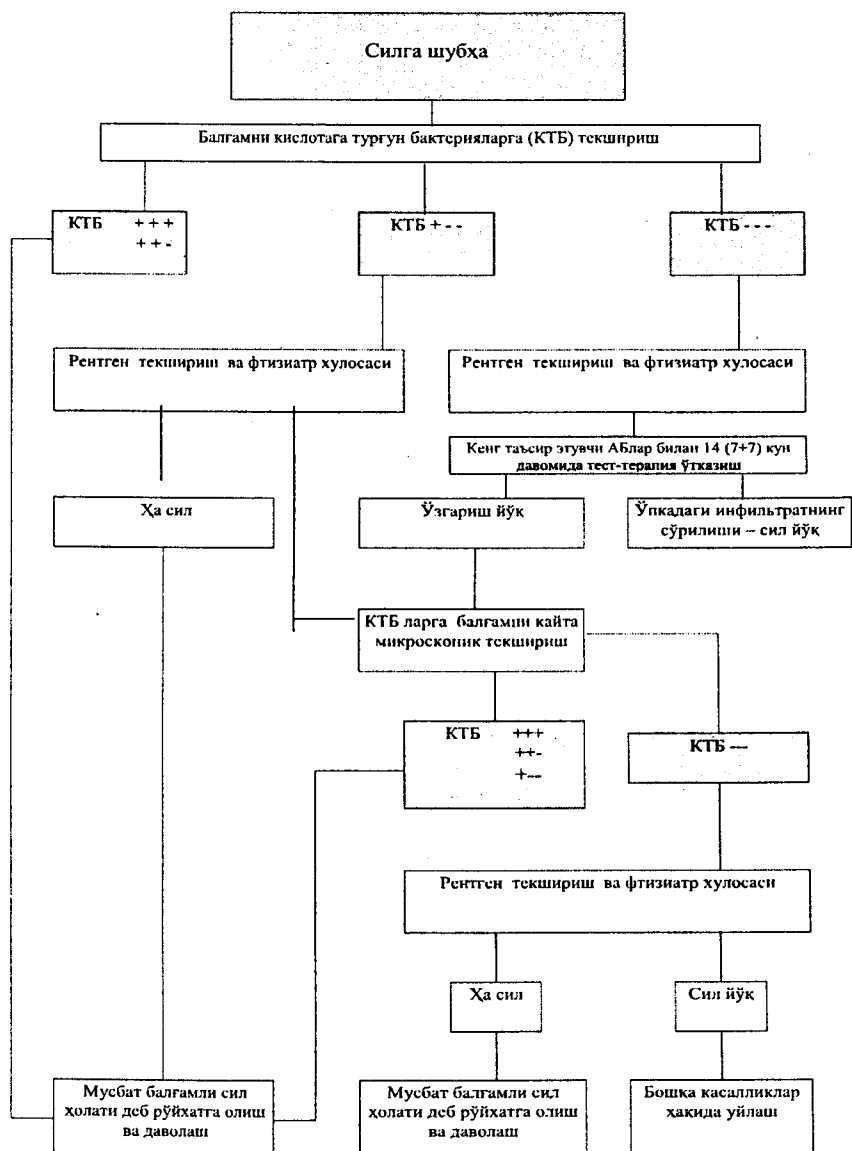 Силга шубҳа
Балғамни кислотага турғун бактерияларга (КТБ) текшириш
КТБ + + +
+ + -
КТБ + - -
КТБ - - -
Рентген текшириш ва фтизиатр хулосаси
Рентген текшириш ва фтизиатр хулосаси
Кенг таъсир этувчи АБлар билан 14 (7+7) кун
давомида тест-терапия ўтказиш
Ҳа сил
Ўзгариш йўқ
Ўпкадаги инфильтратнинг
сўрилиши – сил йўқ
КТБ ларга балғамни кайта
микроскопик текшириш
КТБ +++
++-
+--
КТБ ---
Рентген текшириш ва фтизиатр хулосаси
Ҳа сил
Сил йўқ
Мусбат балғамли сил
ҳолати деб рўйхатга олиш
ва даволаш
Мусбат балғамли сил
ҳолати деб рўйхатга олиш
ва даволаш
Бошқа касалликлар
ҳақида уйлаш